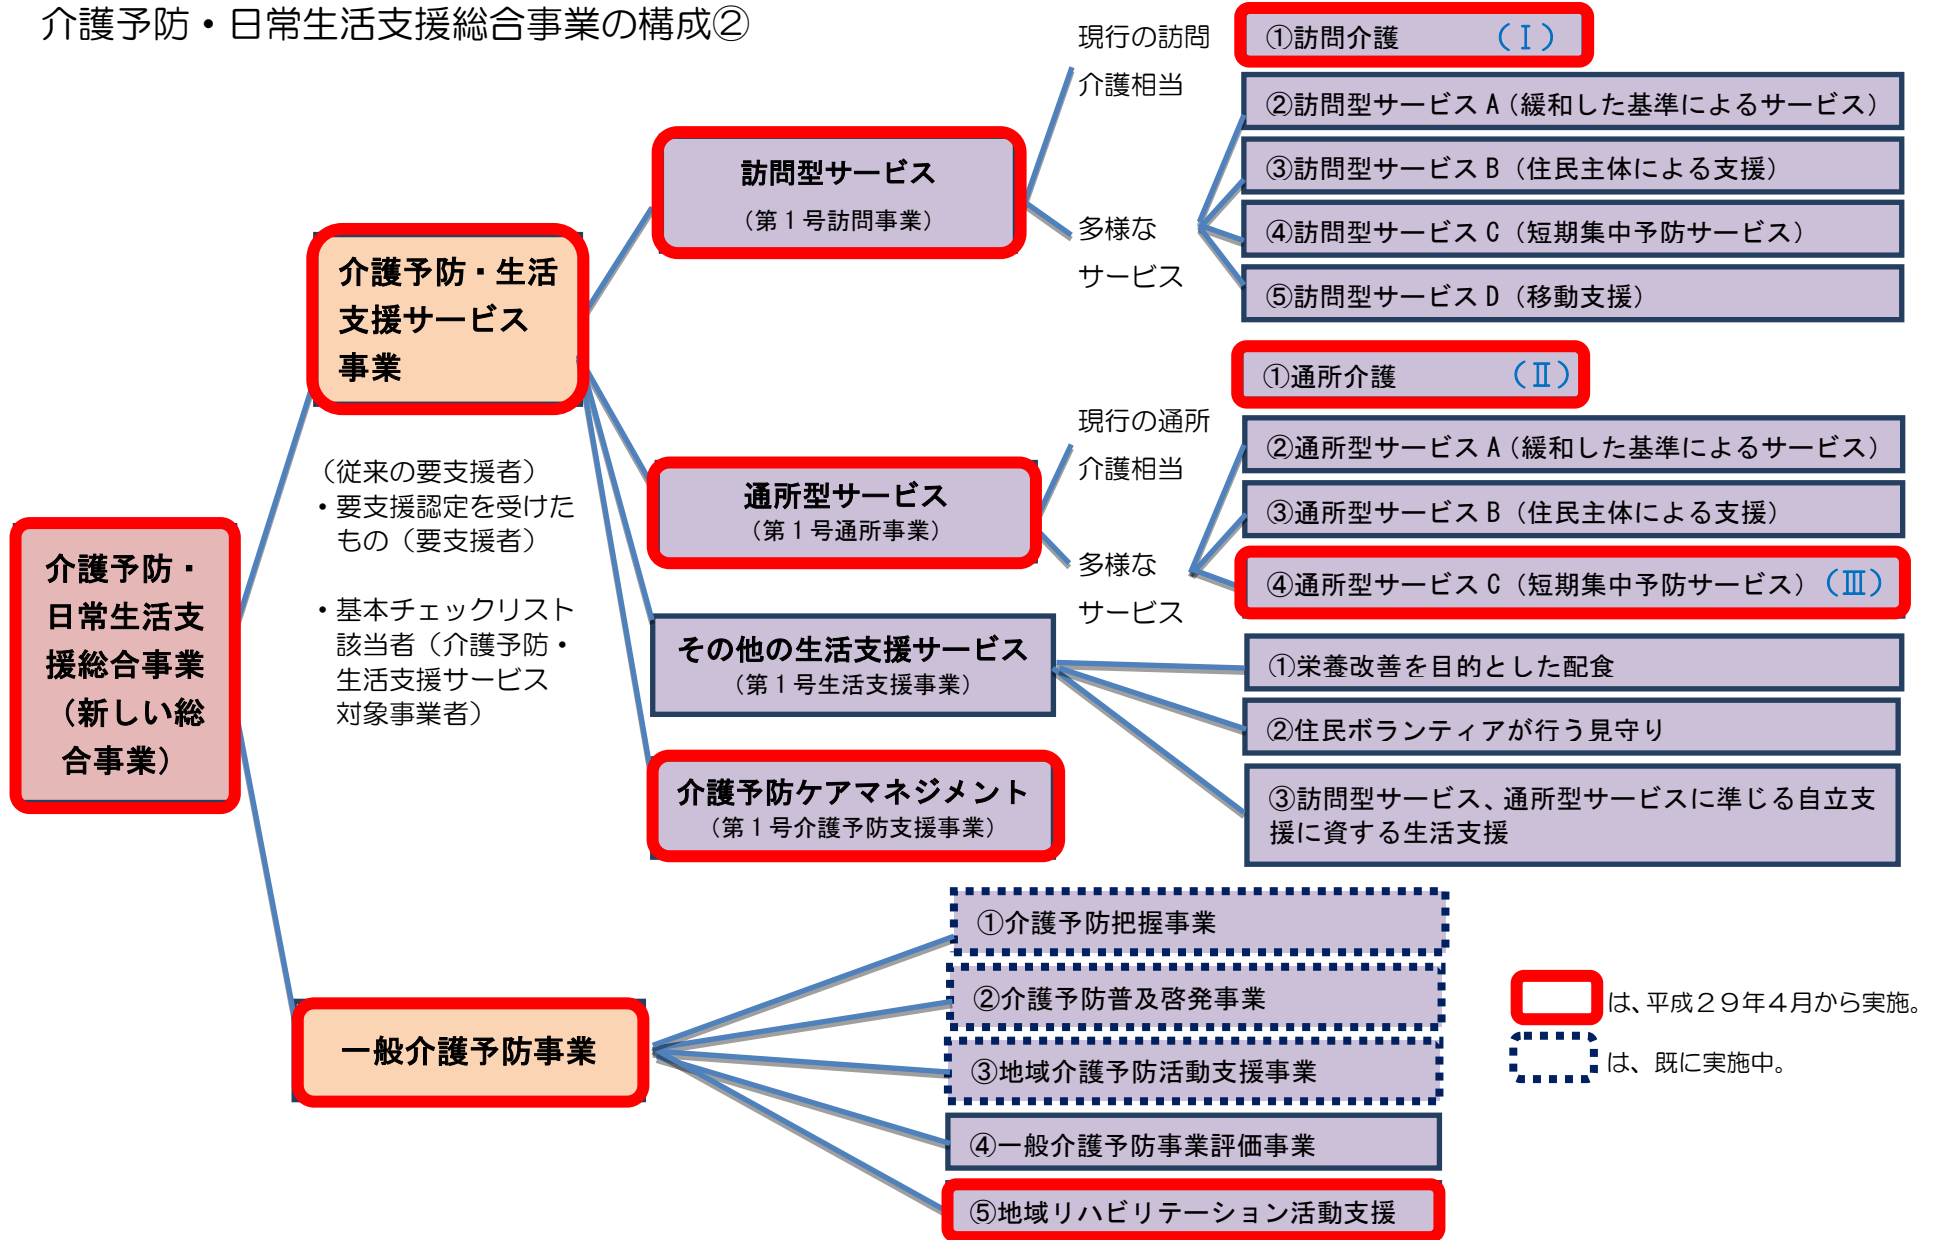 介護予防・日常生活支援総合事業の構成②
現行の訪問
介護相当
①訪問介護 （Ⅰ）
②訪問型サービスA（緩和した基準によるサービス）
③訪問型サービスB（住民主体による支援）
④訪問型サービスC（短期集中予防サービス）
⑤訪問型サービスD（移動支援）
訪問型サービス
（第1号訪問事業）
多様な
サービス
介護予防・生活
支援サービス
事業
（従来の要支援者）
・要支援認定を受けた
もの（要支援者）
・基本チェックリスト
該当者（介護予防・
生活支援サービス
対象事業者）
①通所介護 （Ⅱ）
現行の通所
介護相当
②通所型サービスA（緩和した基準によるサービス）
③通所型サービスB（住民主体による支援）
④通所型サービスC（短期集中予防サービス）（Ⅲ）
通所型サービス
（第1号通所事業）
多様な
サービス
介護予防・
日常生活支
援総合事業
（新しい総
合事業）
その他の生活支援サービス
（第1号生活支援事業）
①栄養改善を目的とした配食
②住民ボランティアが行う見守り
③訪問型サービス、通所型サービスに準じる自立支
援に資する生活支援
介護予防ケアマネジメント
（第1号介護予防支援事業）
一般介護予防事業
①介護予防把握事業
②介護予防普及啓発事業
③地域介護予防活動支援事業
④一般介護予防事業評価事業
⑤地域リハビリテーション活動支援
は、平成２９年４月から実施。
は、既に実施中。